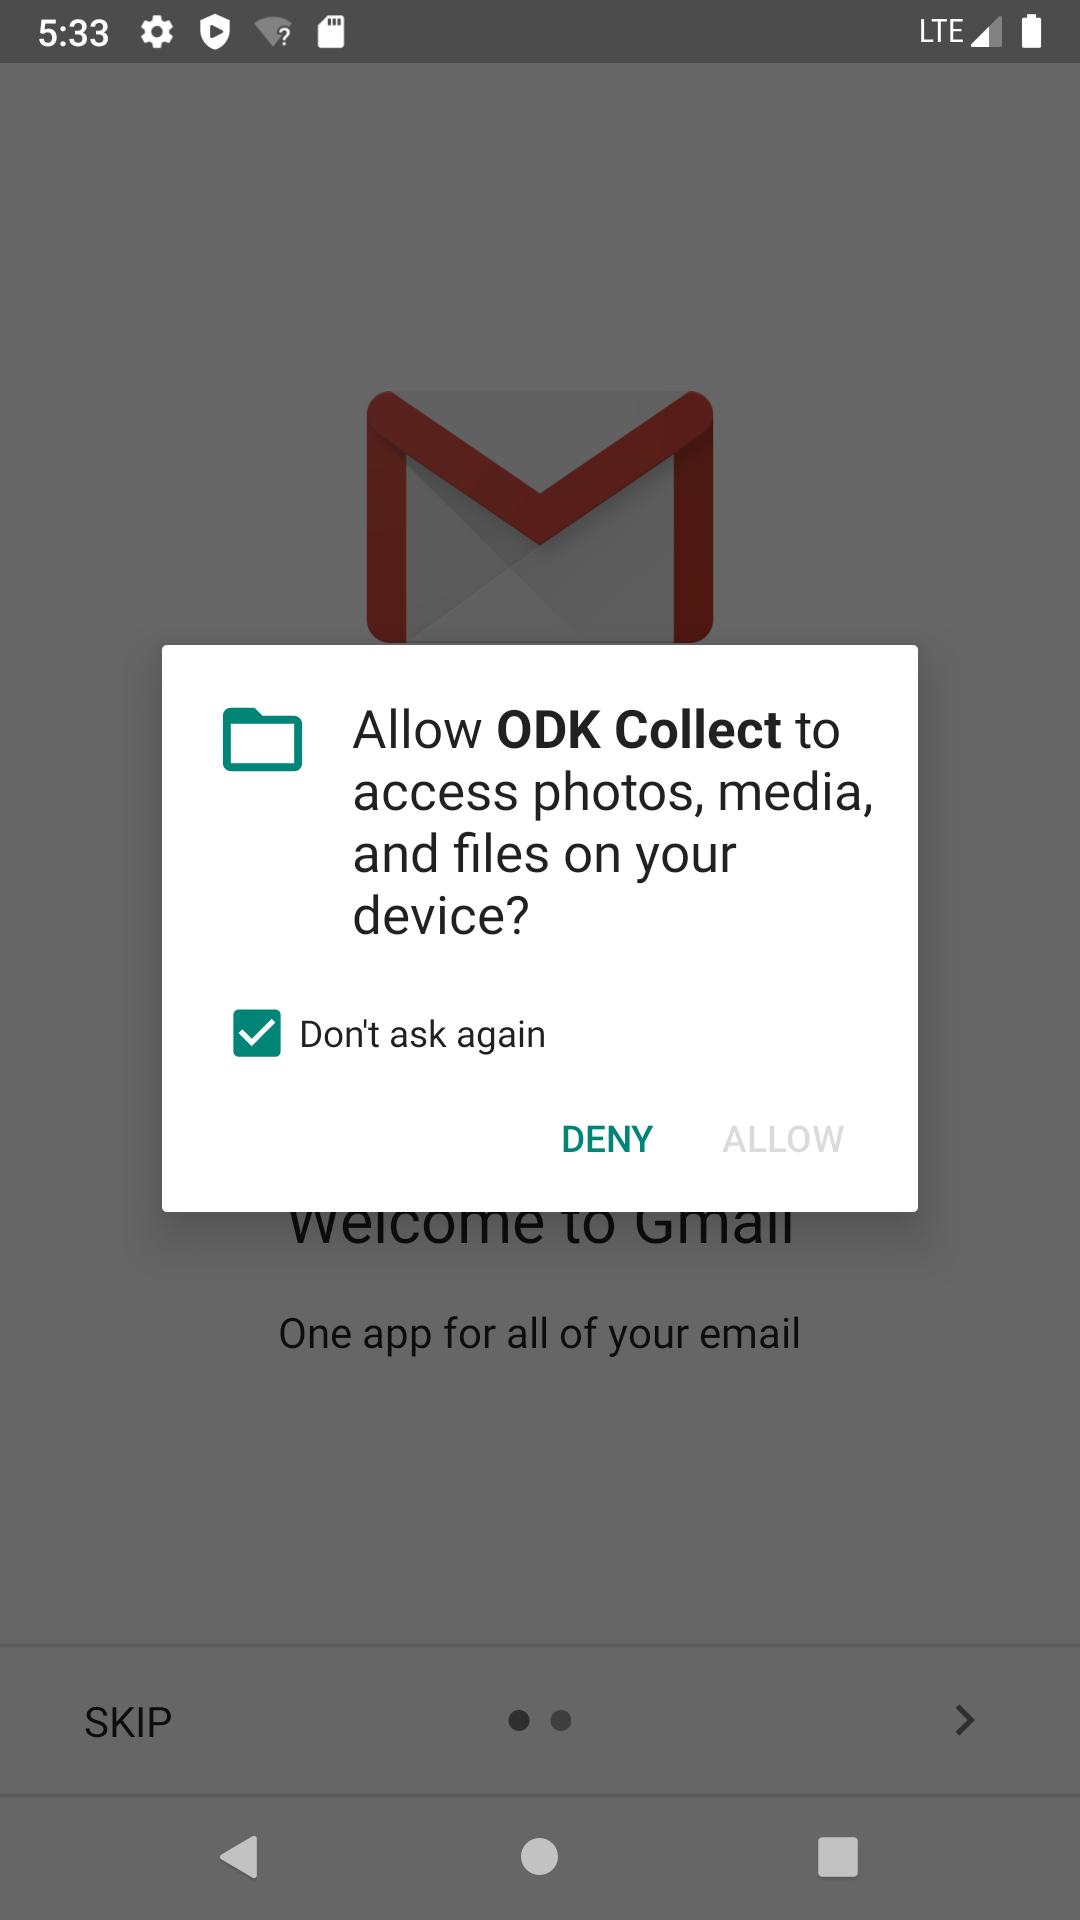 5:33
LTE
Allow ODK Collect to
access photos, media,
and files on your
device?
Don't ask again
DENY ALLOW
Welcome to Gmail
One app for all of your email
SKIP